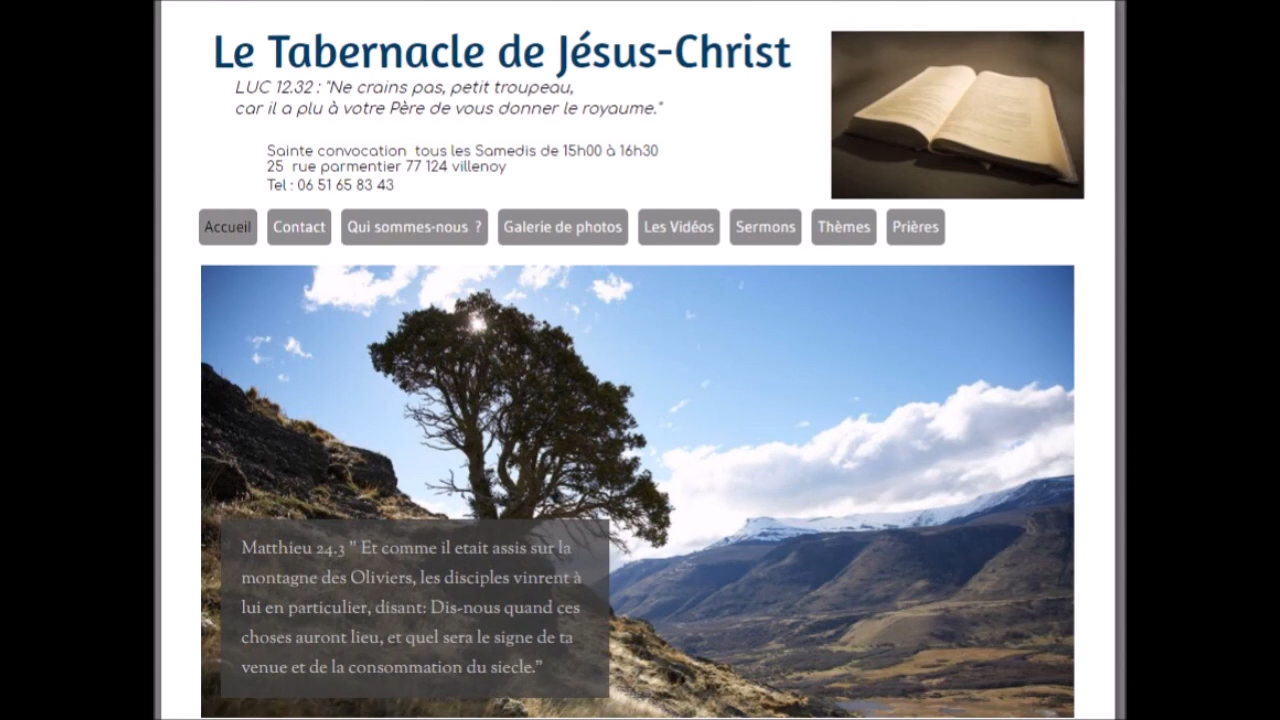 Le Tabernacle de Jésus-Christ
LUC 12.32 : "Ne crains pas, petit troupeau,
car il a plu à votre Père de vous donner le royaume."
Sainte convocation tous les Samedis de 15h00 à 16h30
25 rue parmentier 77 124 villenoy
Tel : 06 51 65 83 43
Accueil Contact Qui sommes-nous ? Galerie de photos Les Vidéos Sermons Thèmes Prières
Matthieu 24.3 " Et comme il etait assis sur la
montagne des Oliviers, les disciples vinrent à
lui en particulier, disant: Dis-nous quand ces
choses auront lieu, et quel sera le signe de ta
venue et de la consommation du siecle."